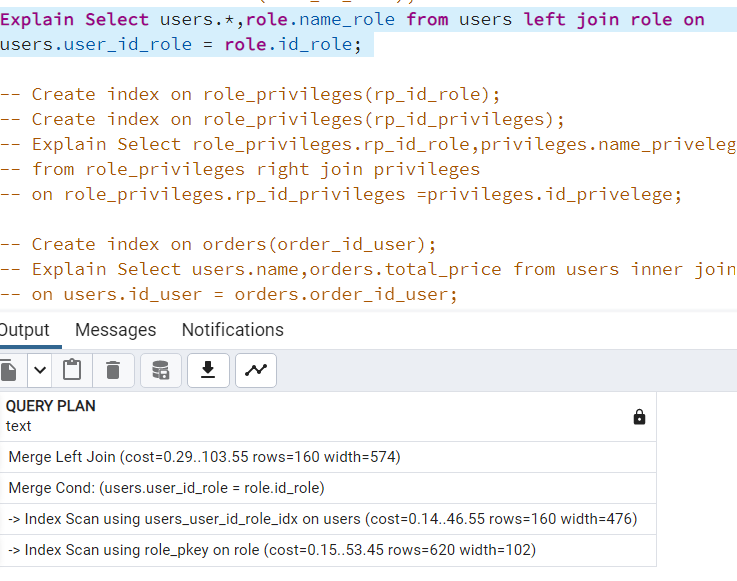 Explain Select users.*,role.name_role from users left join role on
users.user_id_role = role.id_role;
-- Create index on role_privileges(rp_id_role);
-- Create index on role_privileges(rp_id_privileges);
-- Explain Select role_privileges.rp_id_role,privileges.name_priveleg
-- from role_privileges right join privileges
-- on role_privileges.rp_id_privileges =privileges.id_privelege;
-- Create index on orders(order_id_user);
-- Explain Select users.name,orders.total_price from users inner join
-- on users.id_user = orders.order_id_user;
Output Messages Notifications
QUERY PLAN
text
Merge Left Join (cost=0.29..103.55 rows=160 width=574)
Merge Cond: (users.user_id_role = role.id_role)
-> Index Scan using users_user_id_role_idx on users (cost=0.14..46.55 rows=160 width=476)
-> Index Scan using role_pkey on role (cost=0.15..53.45 rows=620 width=102)